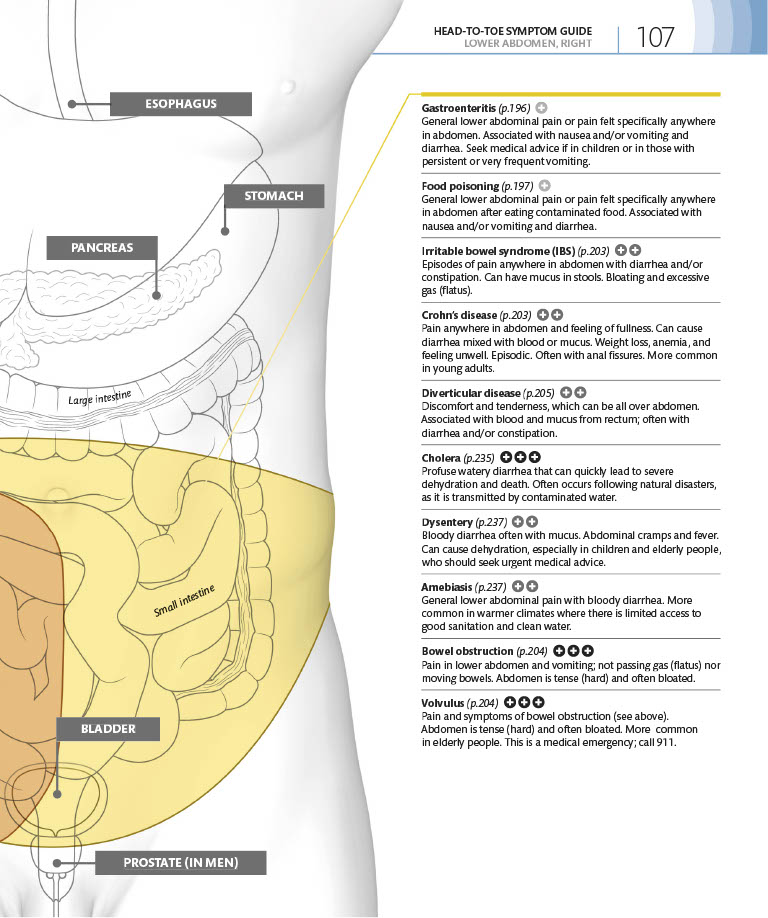 HEAD-TO-TOE SYMPTOM GUIDE
LOWER ABDOMEN, RIGHT
107
ESOPHAGUS
STOMACH
PANCREAS
Large intestine
Small intestine
BLADDER
PROSTATE (IN MEN)
Gastroenteritis (p.196)
General lower abdominal pain or pain felt specifically anywhere
in abdomen. Associated with nausea and/or vomiting and
diarrhea. Seek medical advice if in children or in those with
persistent or very frequent vomiting.
Food poisoning (p.197)
General lower abdominal pain or pain felt specifically anywhere
in abdomen after eating contaminated food. Associated with
nausea and/or vomiting and diarrhea.
Irritable bowel syndrome (IBS) (p.203)
Episodes of pain anywhere in abdomen with diarrhea and/or
constipation. Can have mucus in stools. Bloating and excessive
gas (flatus).
Crohn's disease (p.203)
Pain anywhere in abdomen and feeling of fullness. Can cause
diarrhea mixed with blood or mucus. Weight loss, anemia, and
feeling unwell. Episodic. Often with anal fissures. More common
in young adults.
Diverticular disease (p.205)
Discomfort and tenderness, which can be all over abdomen.
Associated with blood and mucus from rectum; often with
diarrhea and/or constipation.
Cholera (p.235)
Profuse watery diarrhea that can quickly lead to severe
dehydration and death. Often occurs following natural disasters,
as it is transmitted by contaminated water.
Dysentery (p.237)
Bloody diarrhea often with mucus. Abdominal cramps and fever.
Can cause dehydration, especially in children and elderly people,
who should seek urgent medical advice.
Amebiasis (p.237)
General lower abdominal pain with bloody diarrhea. More
common in warmer climates where there is limited access to
good sanitation and clean water.
Bowel obstruction (p.204)
Pain in lower abdomen and vomiting; not passing gas (flatus) nor
moving bowels. Abdomen is tense (hard) and often bloated.
Volvulus (p.204)
Pain and symptoms of bowel obstruction (see above).
Abdomen is tense (hard) and often bloated. More common
in elderly people. This is a medical emergency; call 911.